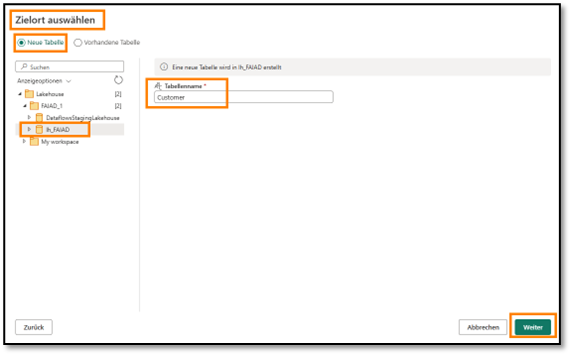 Zielort auswählen
Neue Tabelle Vorhandene Tabelle
Suchen
Anzeigeoptionen
Lakehouse [2]
FAIAD_1 [2]
DataflowsStagingLakehouse
lh_FAIAD
My workspace
Eine neue Tabelle wird in lh_FAIAD erstellt
Tabellenname *
Customer
Zurück
Abbrechen
Weiter